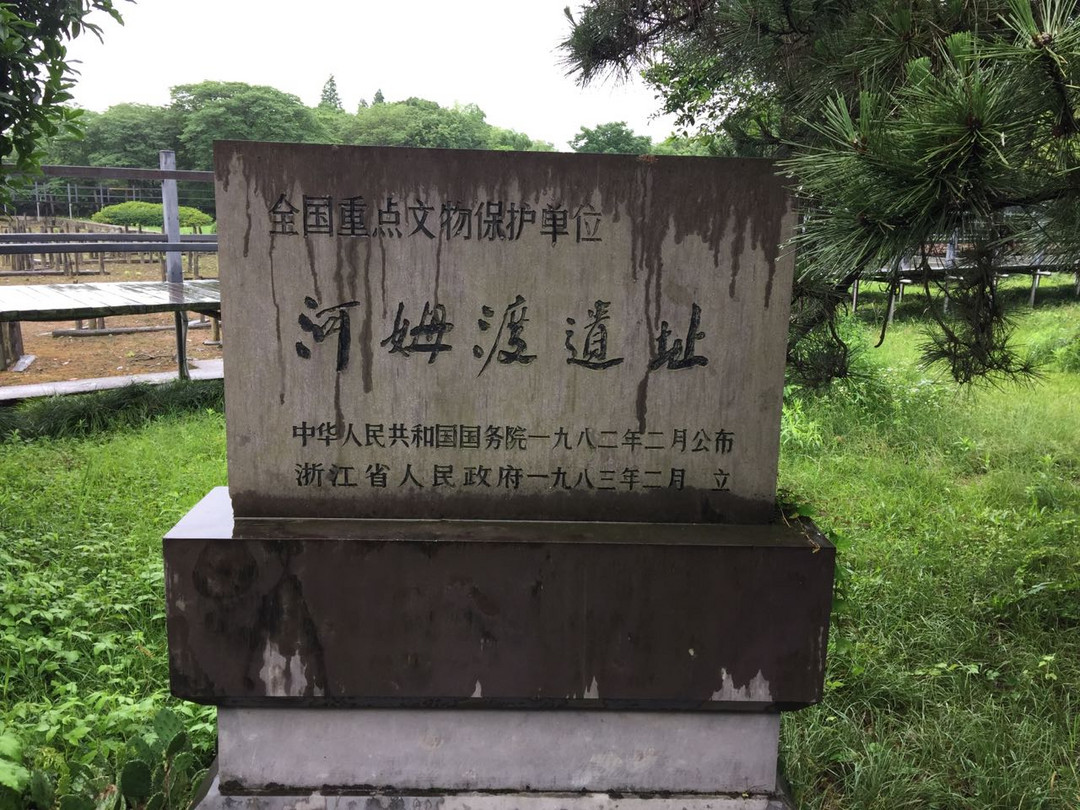 全国重点文物保护单位
河姆渡遗址
中华人民共和国国务院一九八二年二月公布
浙江省人民政府一九八三年二月 立